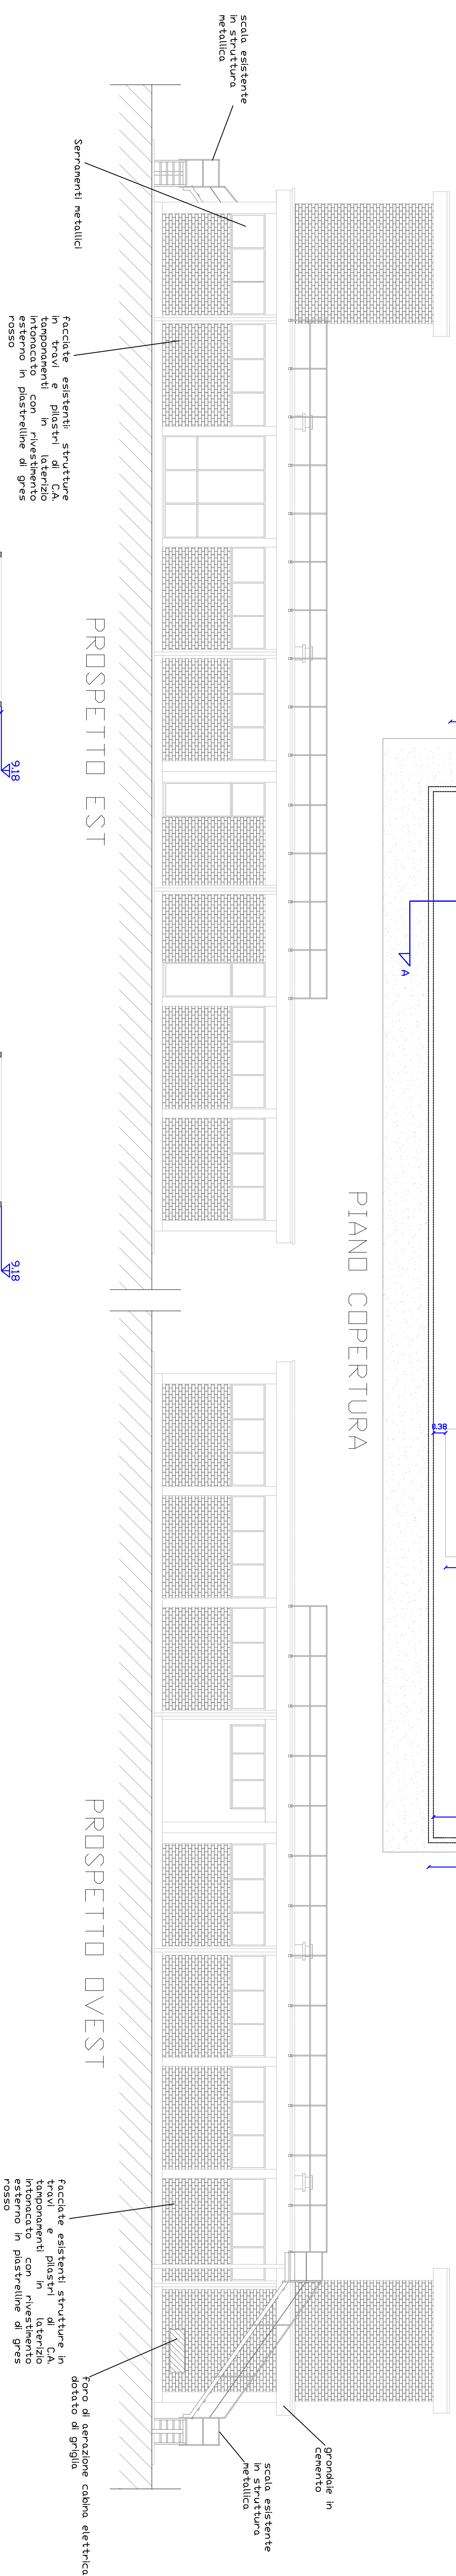 scala esistente
in struttura
metallica
Serramenti metallici
facciate esistenti: strutture
in travi e pilastri di C.A.
tamponamenti in laterizio
intonacato con rivestimento
esterno in piastrelline di gres
rosso
PROSPETTO EST
9.18
9.18
A
PIANO COPERTURA
0.38
PROSPETTO OVEST
facciate esistenti strutture in
travi e pilastri di C.A.
tamponamenti in laterizio
intonacato con rivestimento
esterno in piastrelline di gres
rosso
foro di aerazione cabina elettrica
dotato di griglia
scala esistente
in struttura
metallica
grondaie in
cemento